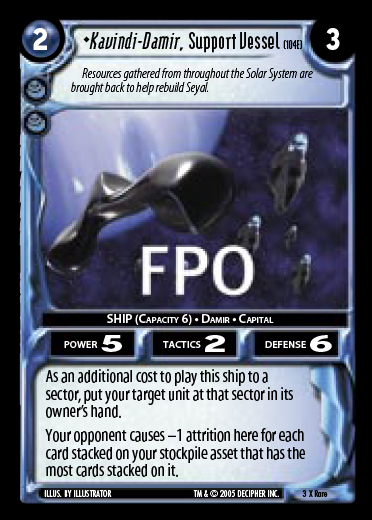 2 •Kavindi-Damir, Support Vessel (104E) 3
Resources gathered from throughout the Solar System are
brought back to help rebuild Seyal.
FPO
SHIP (Capacity 6) • Damir • Capital
POWER 5 TACTICS 2 DEFENSE 6
As an additional cost to play this ship to a
sector, put your target unit at that sector in its
owner's hand.
Your opponent causes –1 attrition here for each
card stacked on your stockpile asset that has the
most cards stacked on it.
ILLUS. BY ILLUSTRATOR TM & © 2005 DECIPHER INC. 3 X Rare